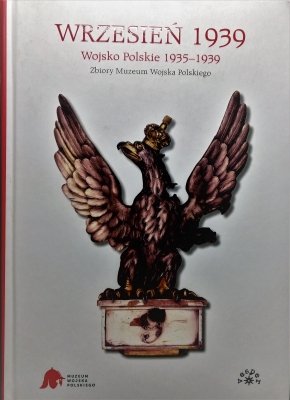 WRZESIEŃ 1939
Wojsko Polskie 1935–1939
Zbiory Muzeum Wojska Polskiego
MUZEUM
WOJSKA
POLSKIEGO